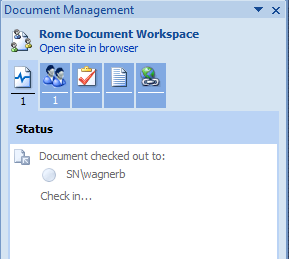 Document Management
Rome Document Workspace
Open site in browser
1
1
Status
Document checked out to:
SN\wagnerb
Check in...